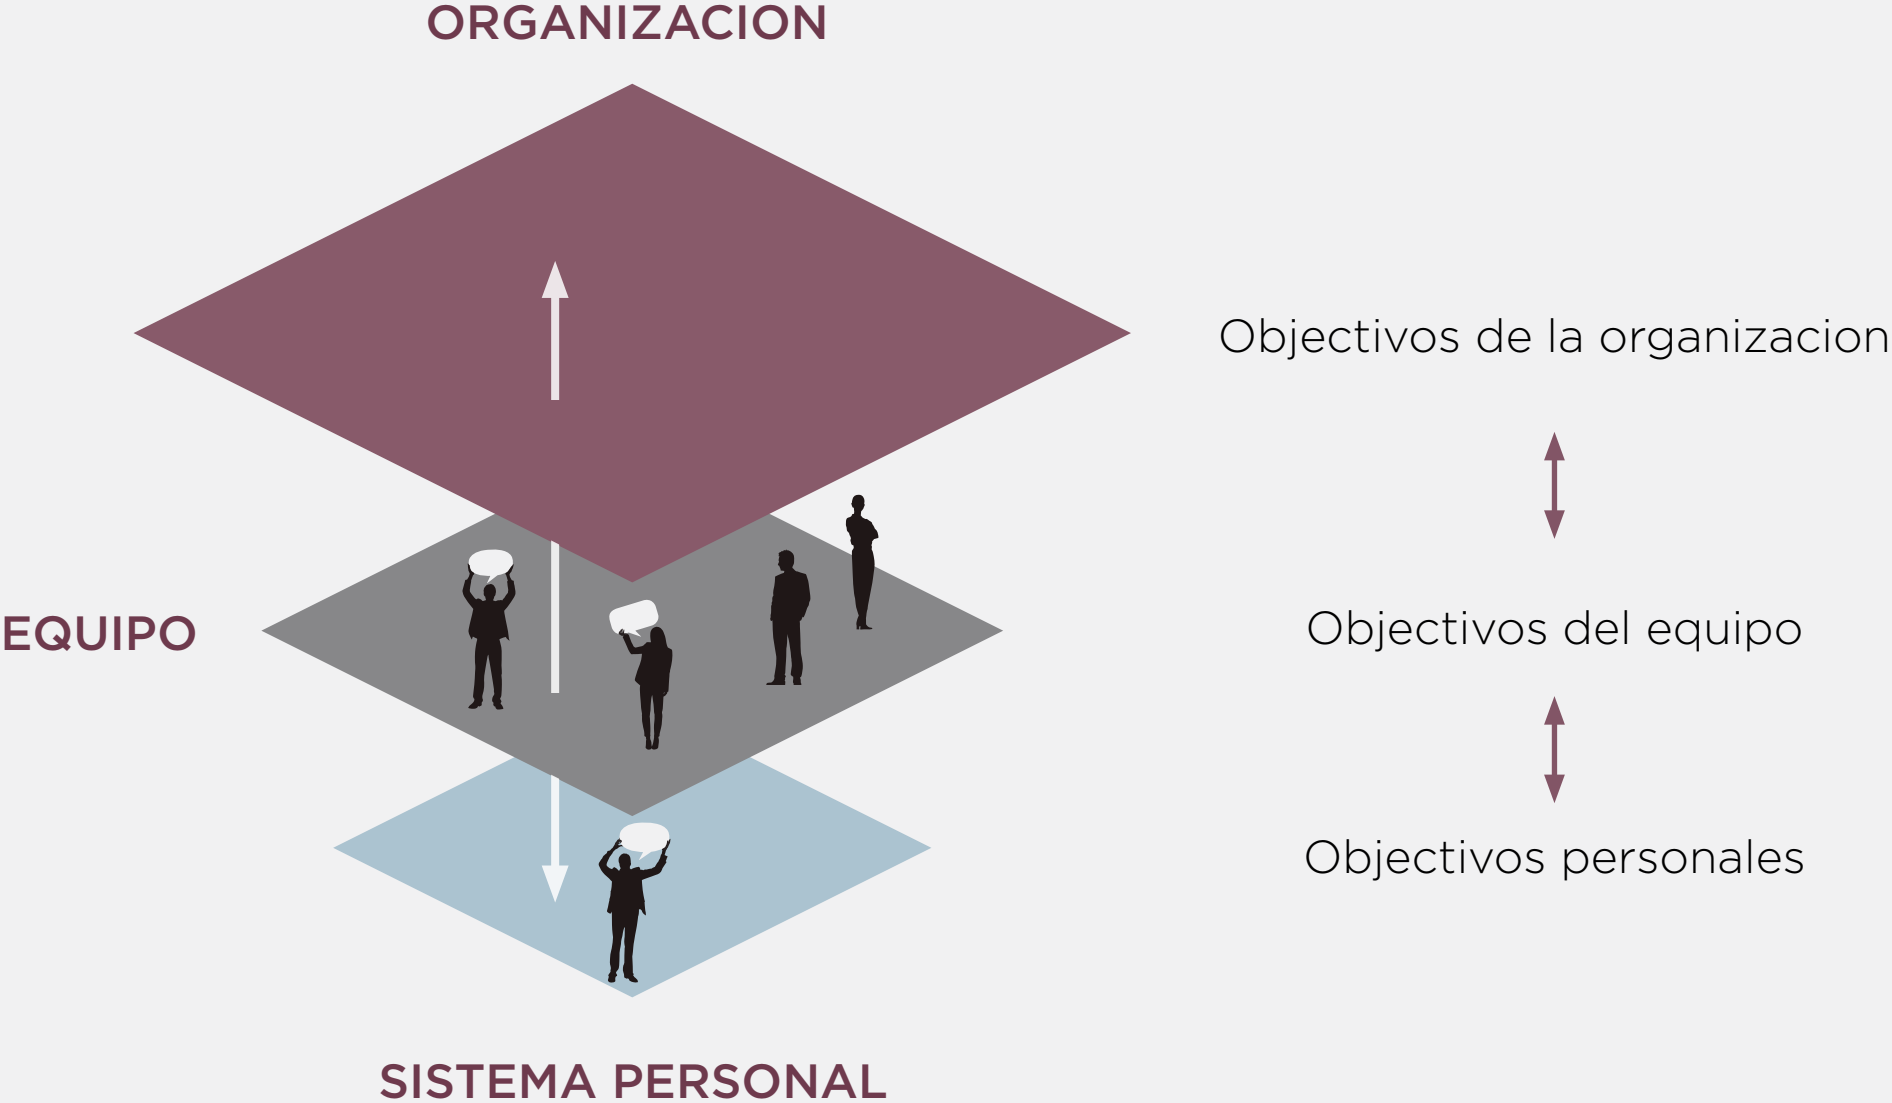 ORGANIZACION
Objectivos de la organizacion
EQUIPO
Objectivos del equipo
Objectivos personales
SISTEMA PERSONAL